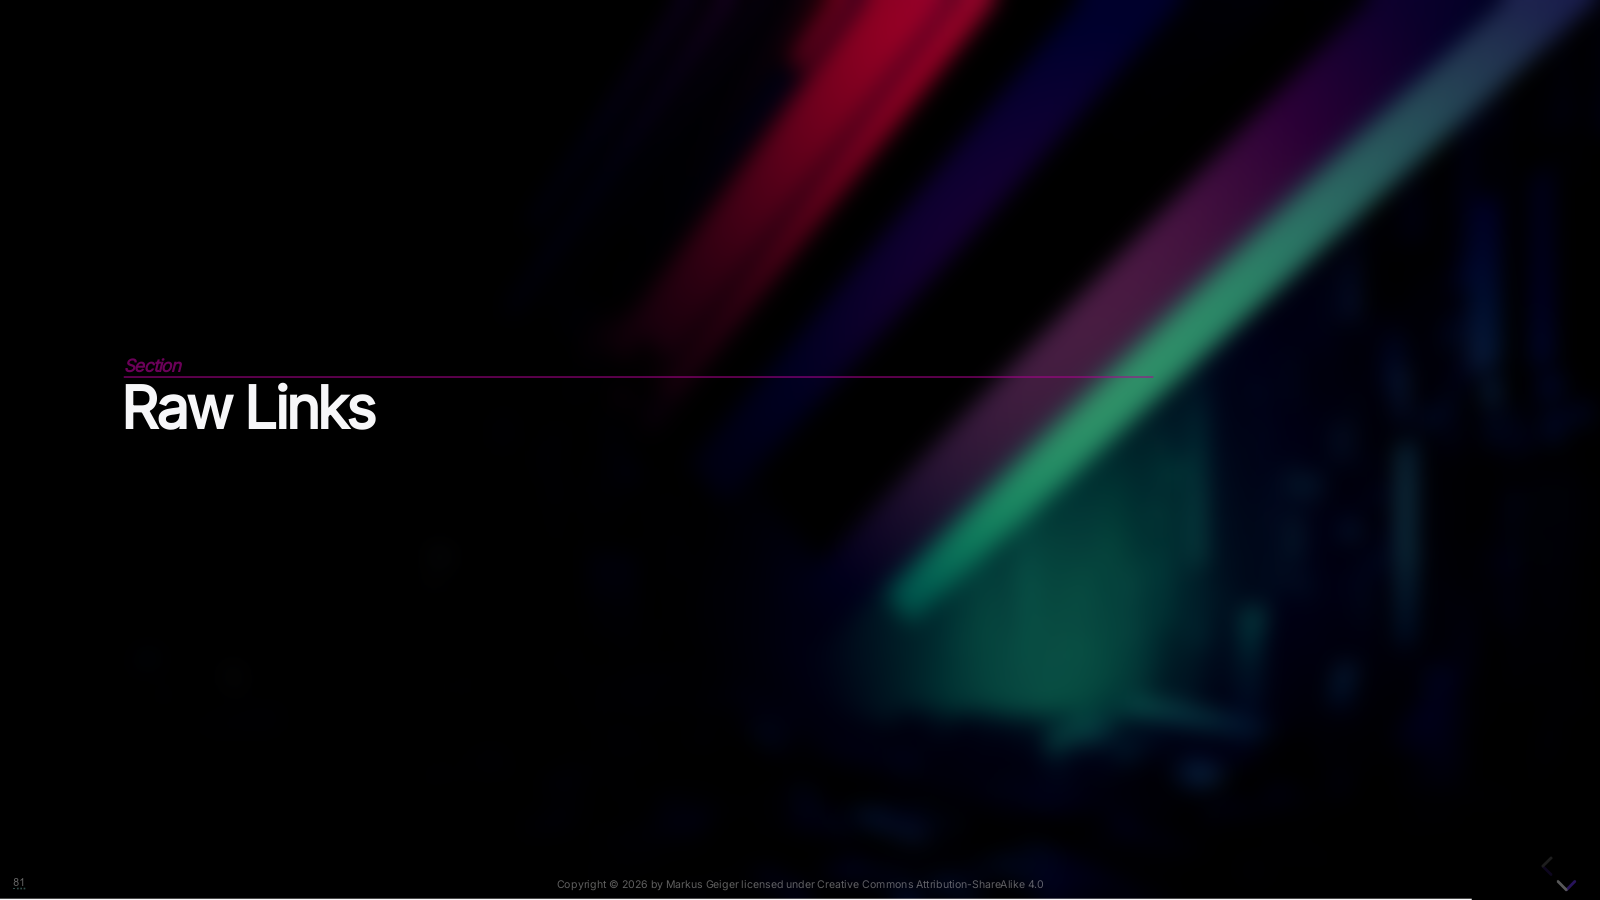 Section
Raw Links
81
Copyright © 2026 by Markus Geiger licensed under Creative Commons Attribution-ShareAlike 4.0